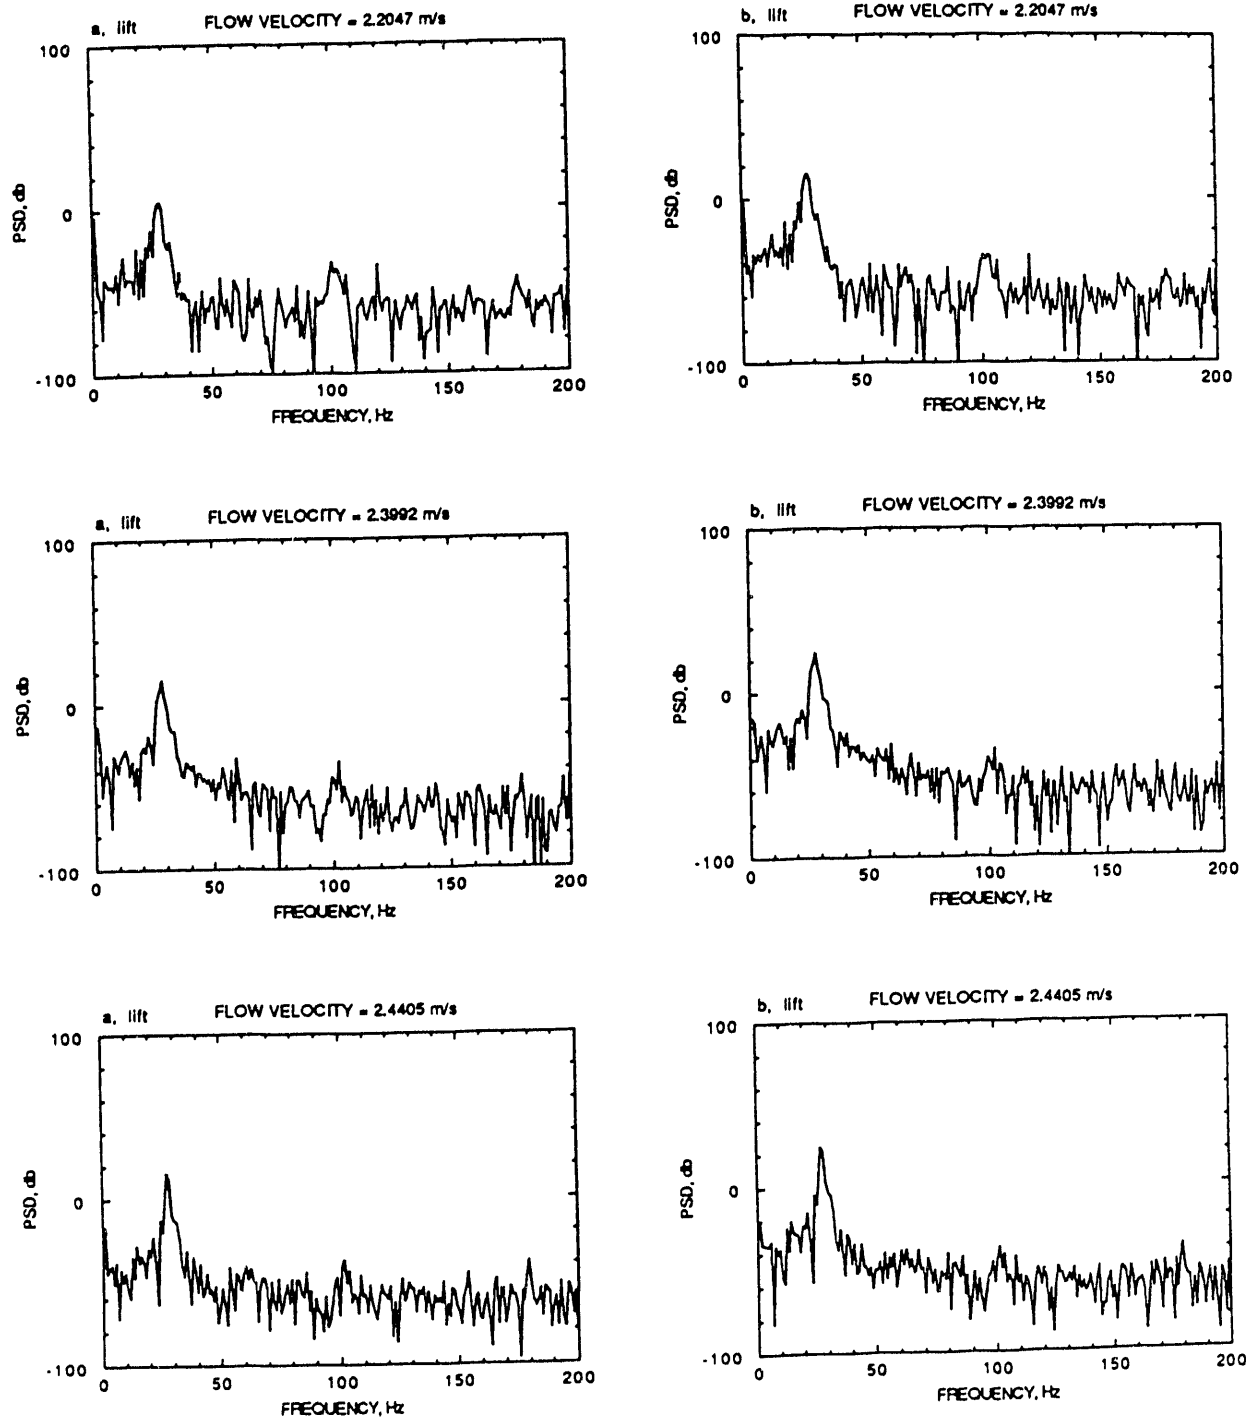 a, lift FLOW VELOCITY = 2.2047 m/s
100
0
-100
PSD, db
0 50 100 150 200
FREQUENCY, Hz
b, lift FLOW VELOCITY = 2.2047 m/s
100
0
-100
PSD, db
0 50 100 150 200
FREQUENCY, Hz
a, lift FLOW VELOCITY = 2.3992 m/s
100
0
-100
PSD, db
0 50 100 150 200
FREQUENCY, Hz
b, lift FLOW VELOCITY = 2.3992 m/s
100
0
-100
PSD, db
0 50 100 150 200
FREQUENCY, Hz
a, lift FLOW VELOCITY = 2.4405 m/s
100
0
-100
PSD, db
0 50 100 150 200
FREQUENCY, Hz
b, lift FLOW VELOCITY = 2.4405 m/s
100
0
-100
PSD, db
0 50 100 150 200
FREQUENCY, Hz